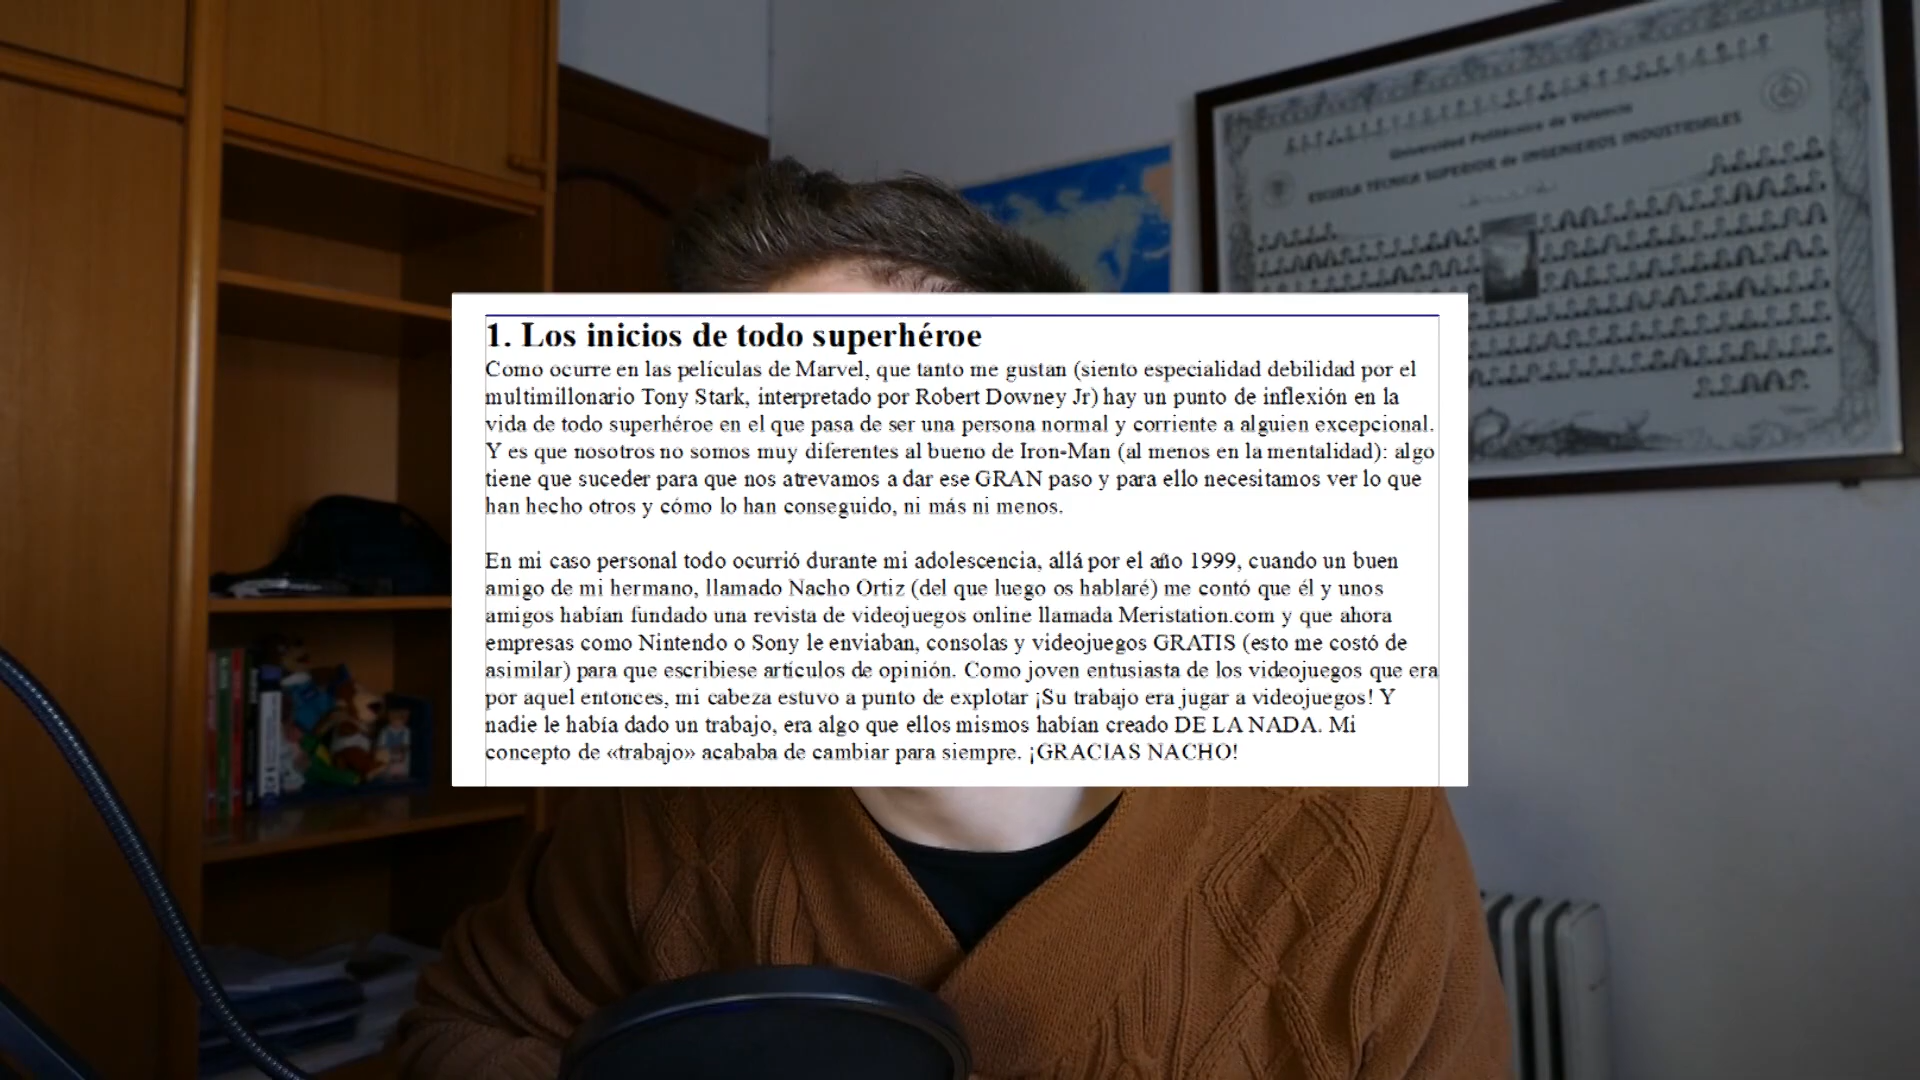 Universidad Politécnica de Valencia
ESCUELA TÉCNICA SUPERIOR de INGENIEROS INDUSTRIALES
1. Los inicios de todo superhéroe
Como ocurre en las películas de Marvel, que tanto me gustan (siento especialidad debilidad por el
multimillonario Tony Stark, interpretado por Robert Downey Jr) hay un punto de inflexión en la
vida de todo superhéroe en el que pasa de ser una persona normal y corriente a alguien excepcional.
Y es que nosotros no somos muy diferentes al bueno de Iron-Man (al menos en la mentalidad): algo
tiene que suceder para que nos atrevamos a dar ese GRAN paso y para ello necesitamos ver lo que
han hecho otros y cómo lo han conseguido, ni más ni menos.
En mi caso personal todo ocurrió durante mi adolescencia, allá por el año 1999, cuando un buen
amigo de mi hermano, llamado Nacho Ortiz (del que luego os hablaré) me contó que él y unos
amigos habían fundado una revista de videojuegos online llamada Meristation.com y que ahora
empresas como Nintendo o Sony le enviaban, consolas y videojuegos GRATIS (esto me costó de
asimilar) para que escribiese artículos de opinión. Como joven entusiasta de los videojuegos que era
por aquel entonces, mi cabeza estuvo a punto de explotar ¡Su trabajo era jugar a videojuegos! Y
nadie le había dado un trabajo, era algo que ellos mismos habían creado DE LA NADA. Mi
concepto de «trabajo» acababa de cambiar para siempre. ¡GRACIAS NACHO!